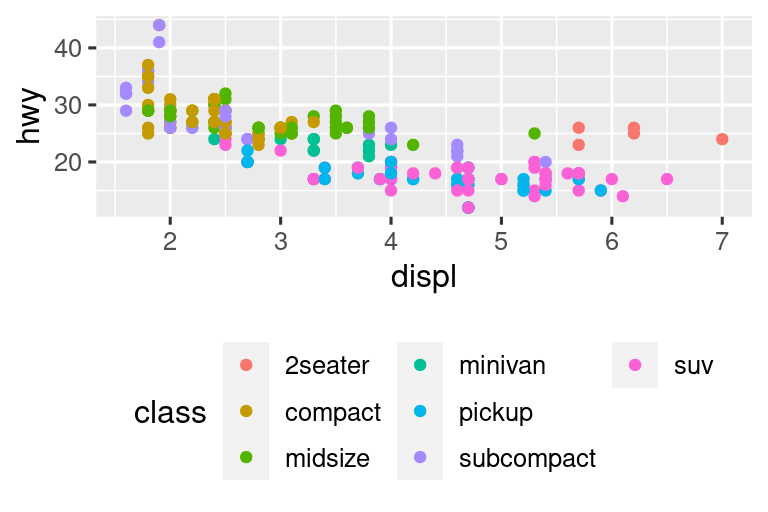 hwy
40
30
20
2 3 4 5 6 7
displ
class
2seater minivan suv
compact pickup
midsize subcompact